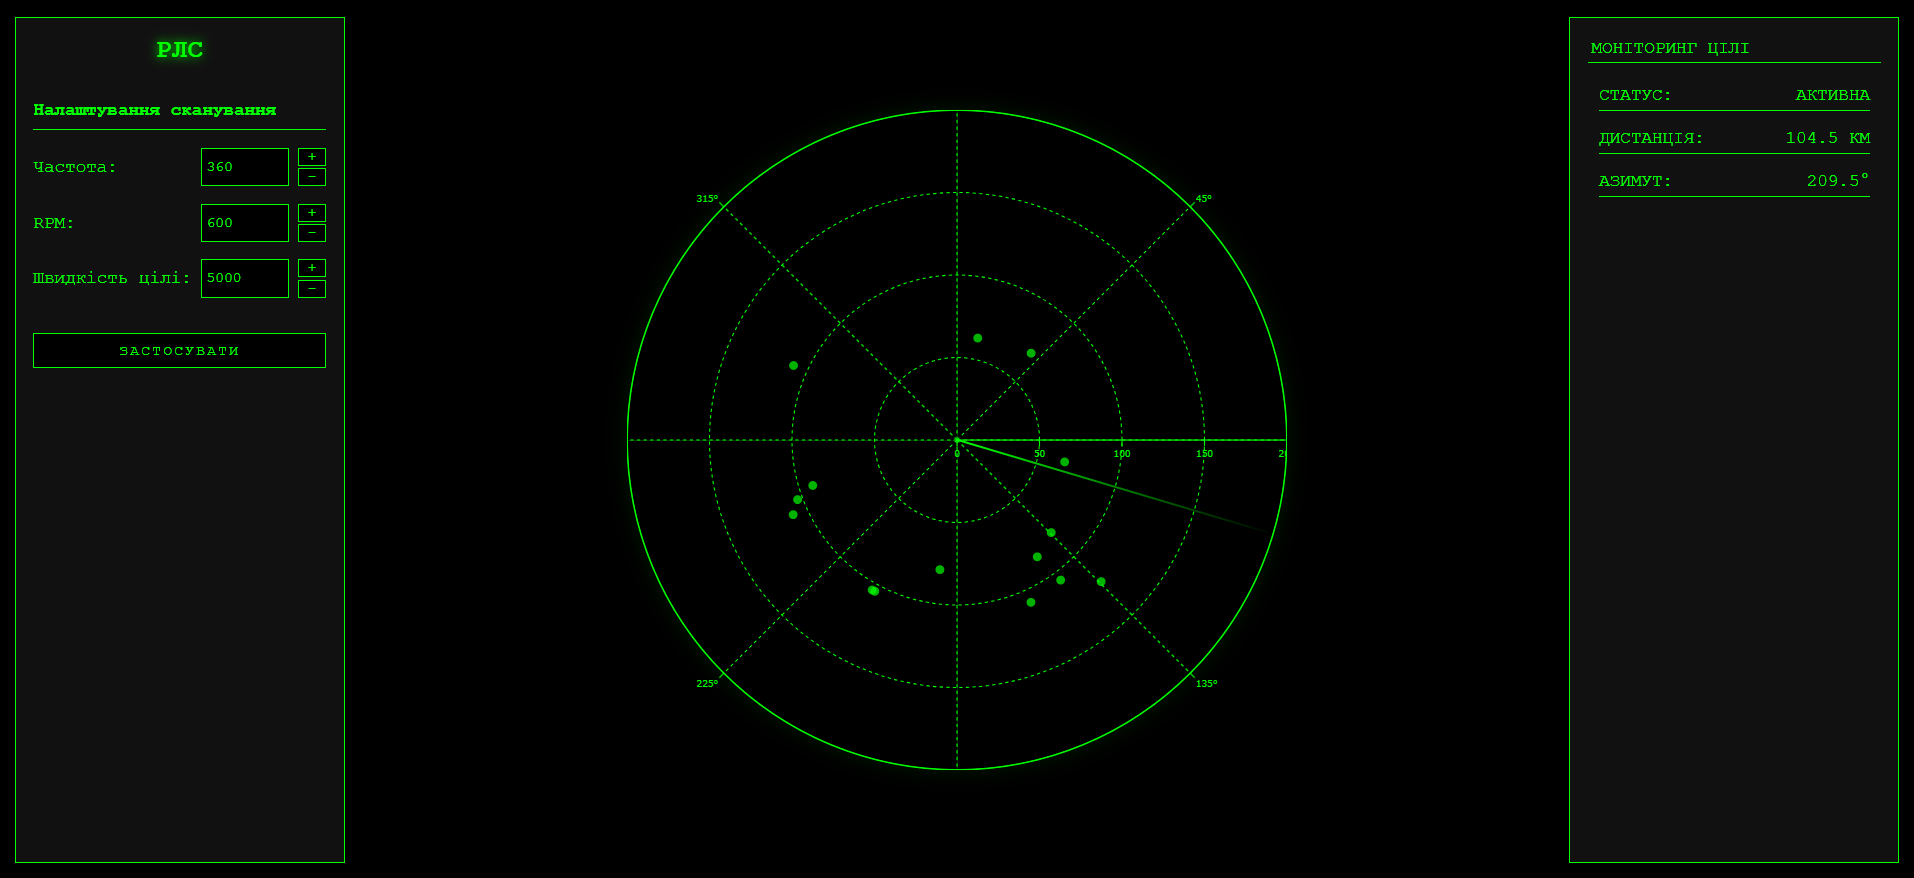 РЛС
Налаштування сканування
Частота: 360 + −
RPM: 600 + −
Швидкість цілі: 5000 + −
ЗАСТОСУВАТИ
315° 45°
0 50 100 150 20
225° 135°
МОНІТОРИНГ ЦІЛІ
СТАТУС: АКТИВНА
ДИСТАНЦІЯ: 104.5 КМ
АЗИМУТ: 209.5°